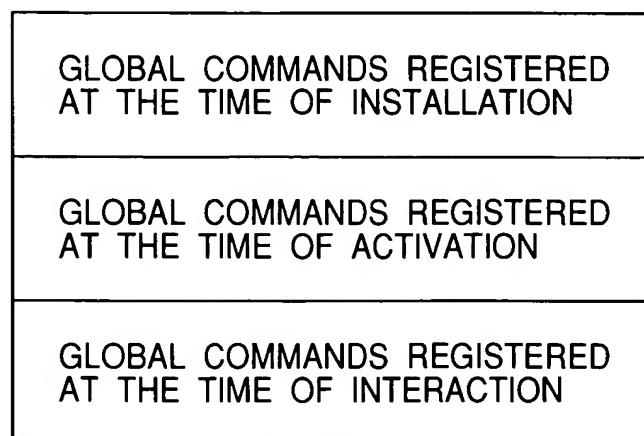 GLOBAL COMMANDS REGISTERED
AT THE TIME OF INSTALLATION
GLOBAL COMMANDS REGISTERED
AT THE TIME OF ACTIVATION
GLOBAL COMMANDS REGISTERED
AT THE TIME OF INTERACTION